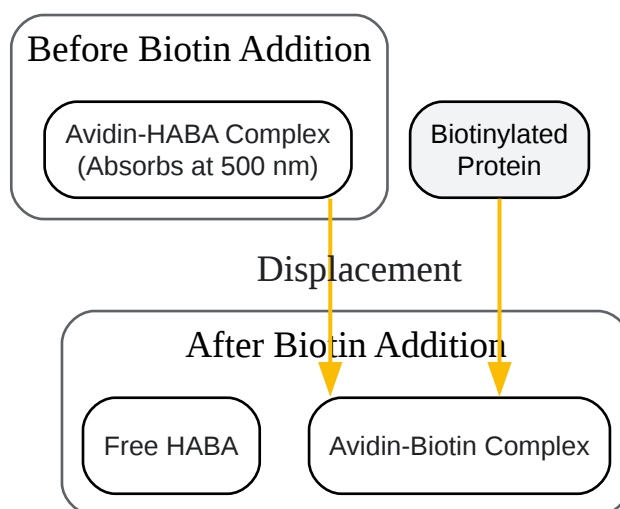 Before Biotin Addition
Avidin-HABA Complex
(Absorbs at 500 nm)
Biotinylated
Protein
Displacement
After Biotin Addition
Free HABA
Avidin-Biotin Complex